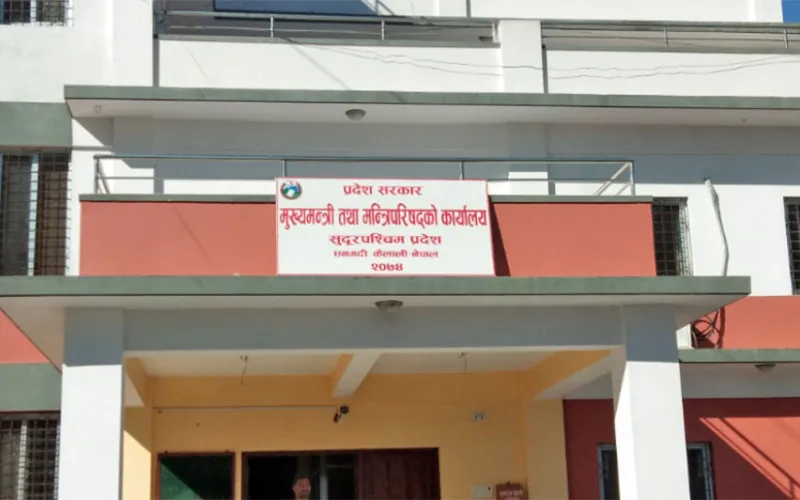 प्रदेश सरकार
मुख्यमन्त्री तथा मन्त्रिपरिषद्को कार्यालय
सुदूरपश्चिम प्रदेश
धनगढी कैलाली नेपाल
२०७४